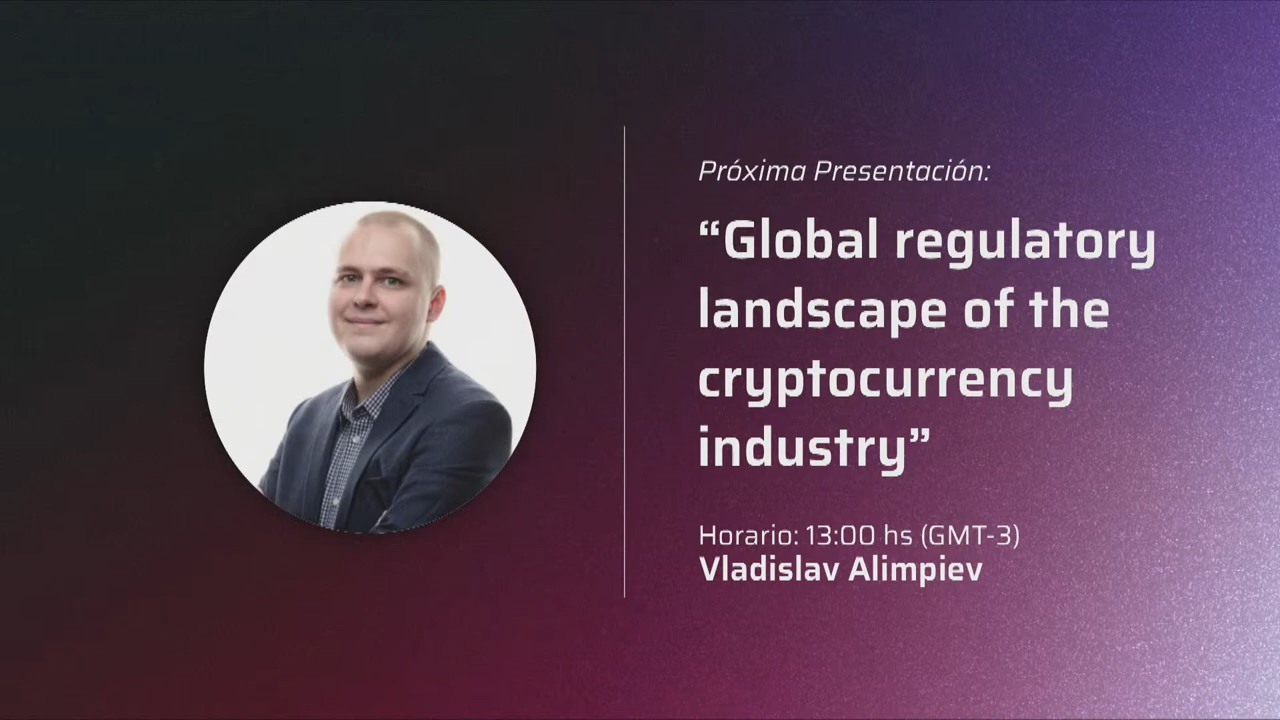 Próxima Presentación:
“Global regulatory
landscape of the
cryptocurrency
industry”
Horario: 13:00 hs (GMT-3)
Vladislav Alimpiev